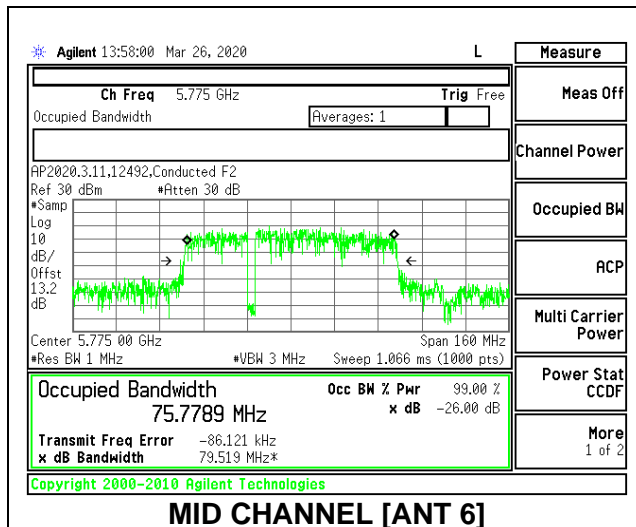 Agilent 13:58:00 Mar 26, 2020 L
Measure
Ch Freq 5.775 GHz Trig Free
Meas Off
Occupied Bandwidth Averages: 1
Channel Power
AP2020.3.11,12492,Conducted F2
Ref 30 dBm #Atten 30 dB
#Samp
Log
10
dB/
Offst
13.2
dB
Occupied BW
ACP
Center 5.775 00 GHz Span 160 MHz
#Res BW 1 MHz #VBW 3 MHz Sweep 1.066 ms (1000 pts)
Multi Carrier
Power
Occupied Bandwidth Occ BW % Pwr 99.00 %
75.7789 MHz x dB -26.00 dB
Power Stat
CCDF
Transmit Freq Error -86.121 kHz
x dB Bandwidth 79.519 MHz*
More
1 of 2
Copyright 2000-2010 Agilent Technologies
MID CHANNEL [ANT 6]